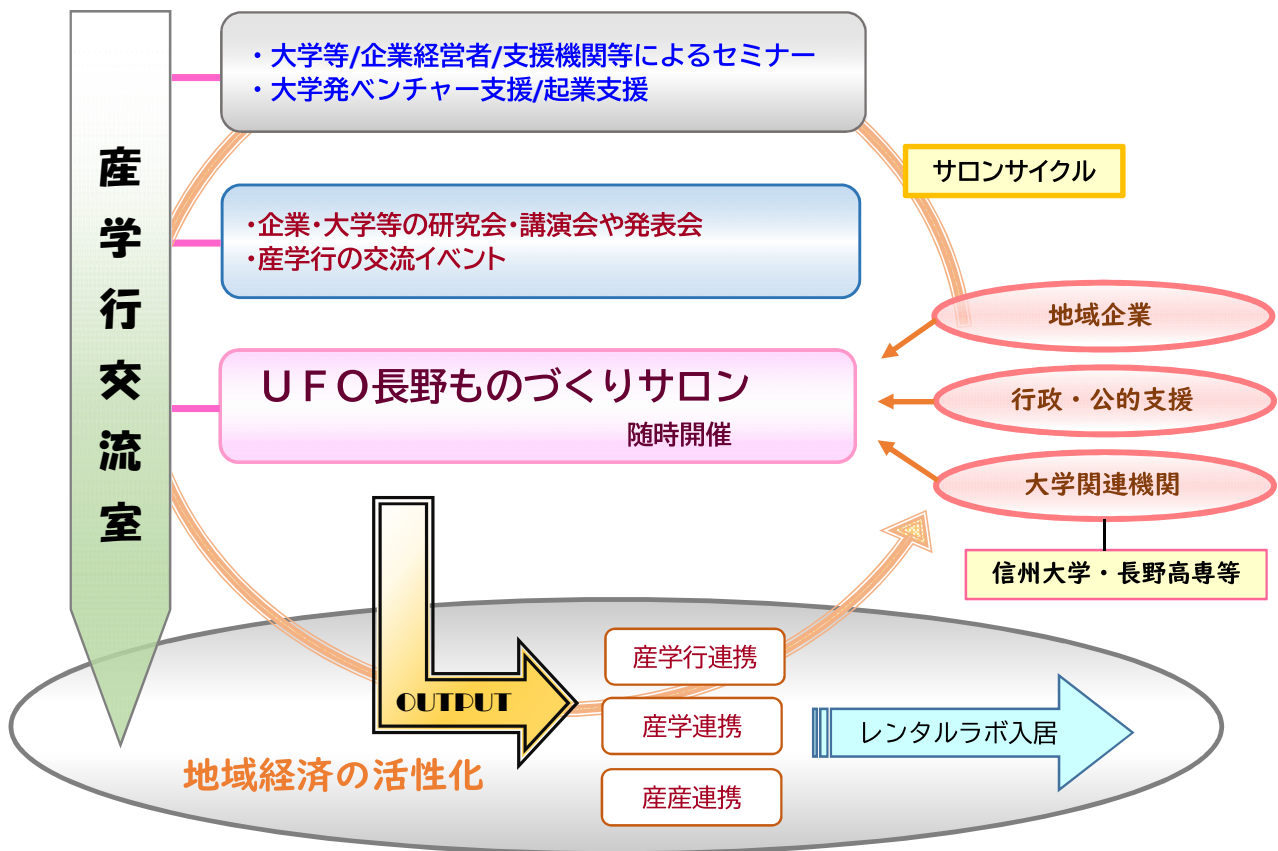 産学行交流室
・大学等/企業経営者/支援機関等によるセミナー
・大学発ベンチャー支援/起業支援
サロンサイクル
・企業・大学等の研究会・講演会や発表会
・産学行の交流イベント
地域企業
UFO長野ものづくりサロン
随時開催
行政・公的支援
大学関連機関
信州大学・長野高専等
OUTPUT
産学行連携
産学連携
産産連携
レンタルラボ入居
地域経済の活性化